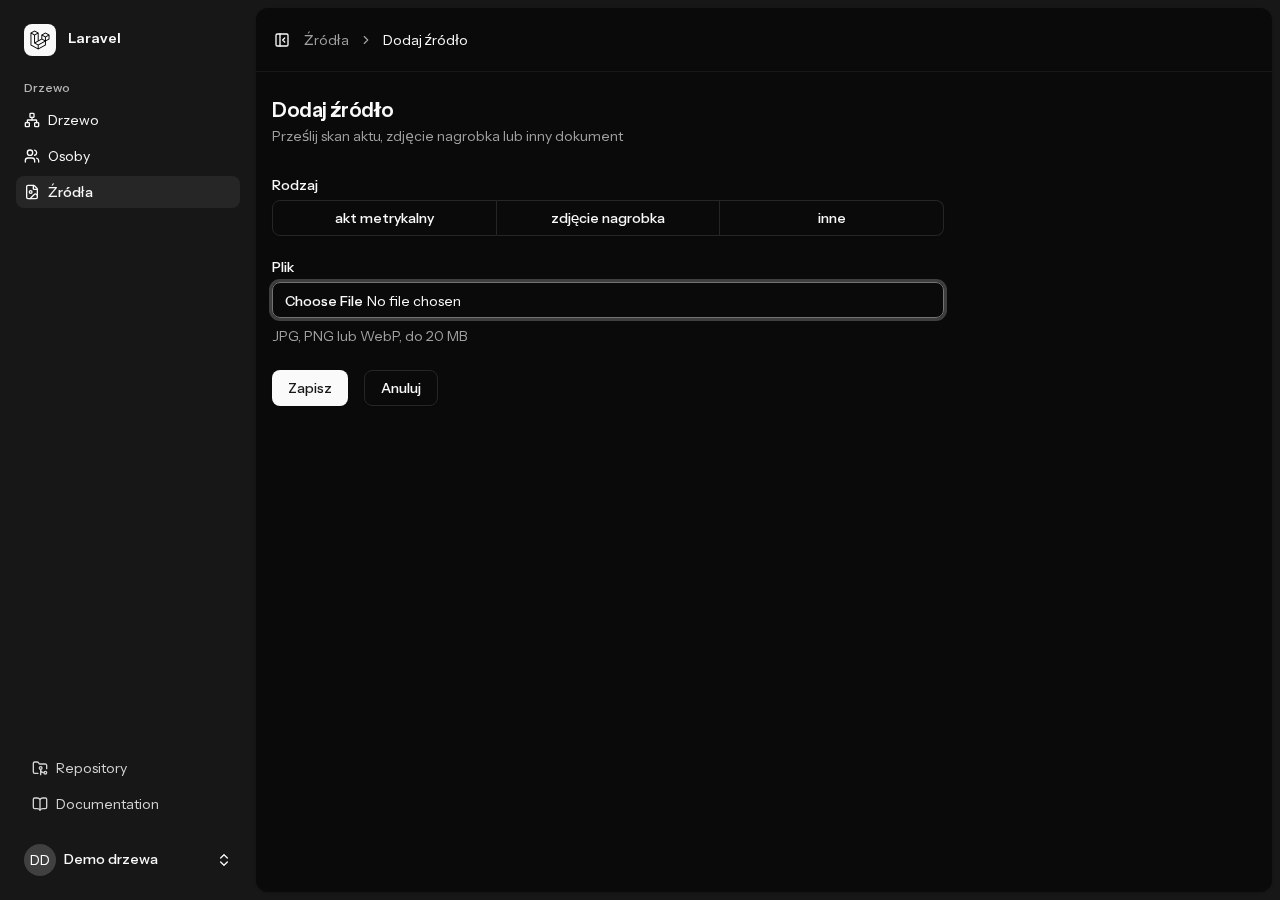 Laravel
Drzewo
Drzewo
Osoby
Źródła
Repository
Documentation
DD
Demo drzewa
Źródła
Dodaj źródło
Dodaj źródło
Prześlij skan aktu, zdjęcie nagrobka lub inny dokument
Rodzaj
akt metrykalny
zdjęcie nagrobka
inne
Plik
Choose File No file chosen
JPG, PNG lub WebP, do 20 MB
Zapisz
Anuluj